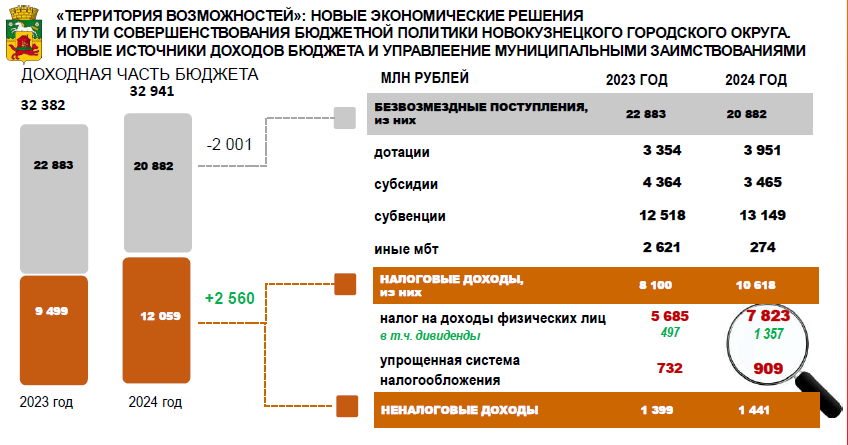 «ТЕРРИТОРИЯ ВОЗМОЖНОСТЕЙ»: НОВЫЕ ЭКОНОМИЧЕСКИЕ РЕШЕНИЯ
И ПУТИ СОВЕРШЕНСТВОВАНИЯ БЮДЖЕТНОЙ ПОЛИТИКИ НОВОКУЗНЕЦКОГО ГОРОДСКОГО ОКРУГА.
НОВЫЕ ИСТОЧНИКИ ДОХОДОВ БЮДЖЕТА И УПРАВЛЕЕНИЕ МУНИЦИПАЛЬНЫМИ ЗАИМСТВОВАНИЯМИ
ДОХОДНАЯ ЧАСТЬ БЮДЖЕТА
32 382
32 941
22 883
20 882
-2 001
9 499
12 059
+2 560
2023 год
2024 год
МЛН РУБЛЕЙ 2023 ГОД 2024 ГОД
БЕЗВОЗМЕЗДНЫЕ ПОСТУПЛЕНИЯ,
из них 22 883 20 882
дотации 3 354 3 951
субсидии 4 364 3 465
субвенции 12 518 13 149
иные мбт 2 621 274
НАЛОГОВЫЕ ДОХОДЫ,
из них 8 100 10 618
налог на доходы физических лиц 5 685 7 823
в т.ч. дивиденды 497 1 357
упрощенная система
налогообложения 732 909
НЕНАЛОГОВЫЕ ДОХОДЫ 1 399 1 441